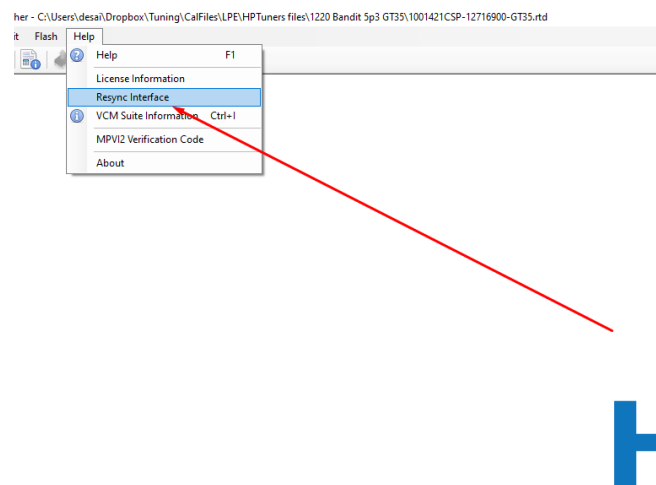 her - C:\Users\desai\Dropbox\Tuning\CalFiles\LPE\HPTuners files\1220 Bandit 5p3 GT35\1001421CSP-12716900-GT35.rtd
it Flash Help
Help F1
License Information
Resync Interface
VCM Suite Information Ctrl+I
MPVI2 Verification Code
About
H